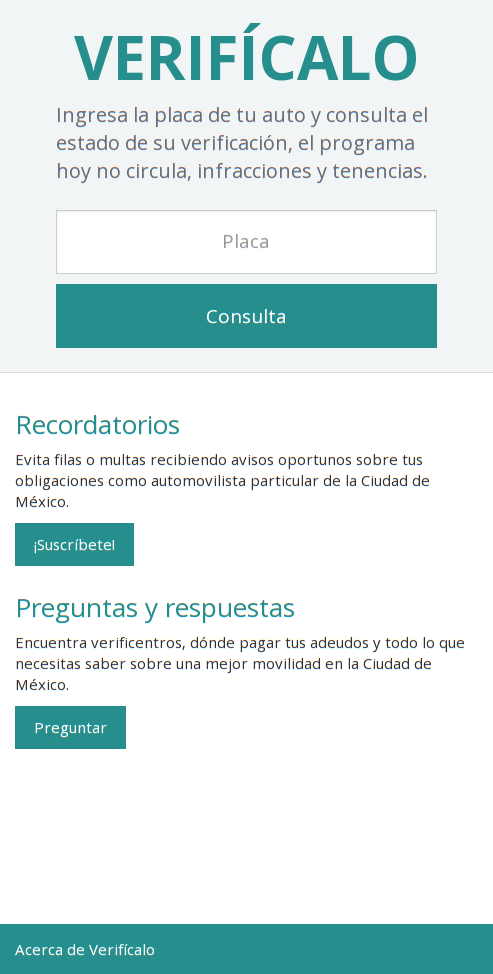 VERIFÍCALO
Ingresa la placa de tu auto y consulta el
estado de su verificación, el programa
hoy no circula, infracciones y tenencias.
Placa
Consulta
Recordatorios
Evita filas o multas recibiendo avisos oportunos sobre tus
obligaciones como automovilista particular de la Ciudad de
México.
¡Suscríbete!
Preguntas y respuestas
Encuentra verificentros, dónde pagar tus adeudos y todo lo que
necesitas saber sobre una mejor movilidad en la Ciudad de
México.
Preguntar
Acerca de Verifícalo